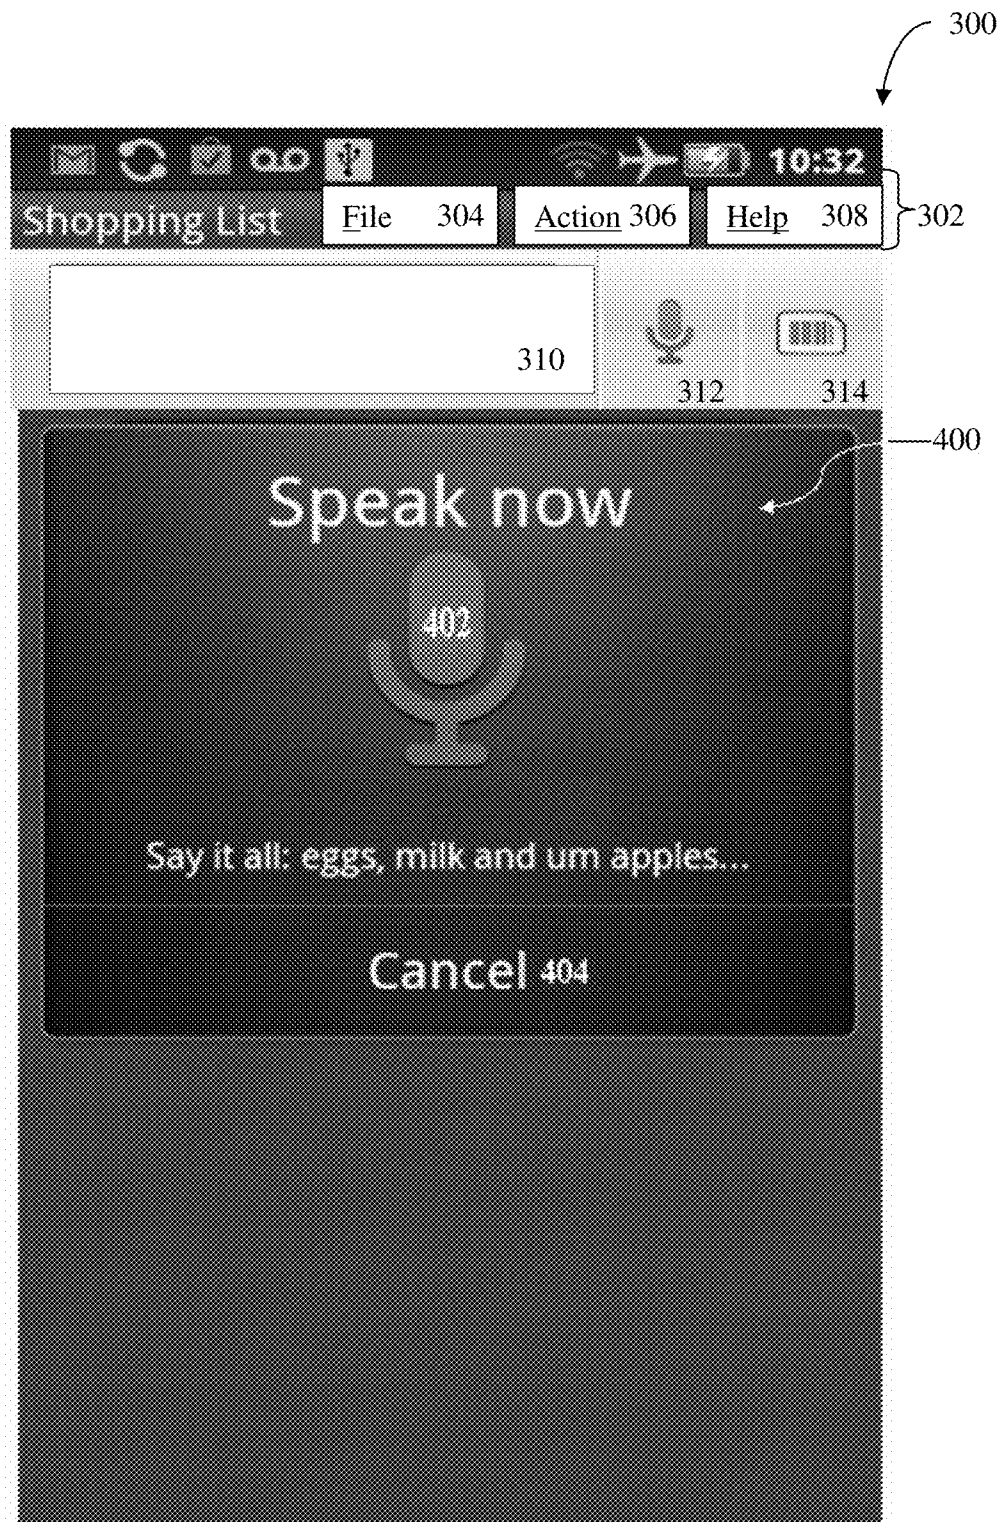 300
10:32
Shopping List File 304 Action 306 Help 308 302
310 312 314
400
Speak now
402
Say it all: eggs, milk and um apples...
Cancel 404